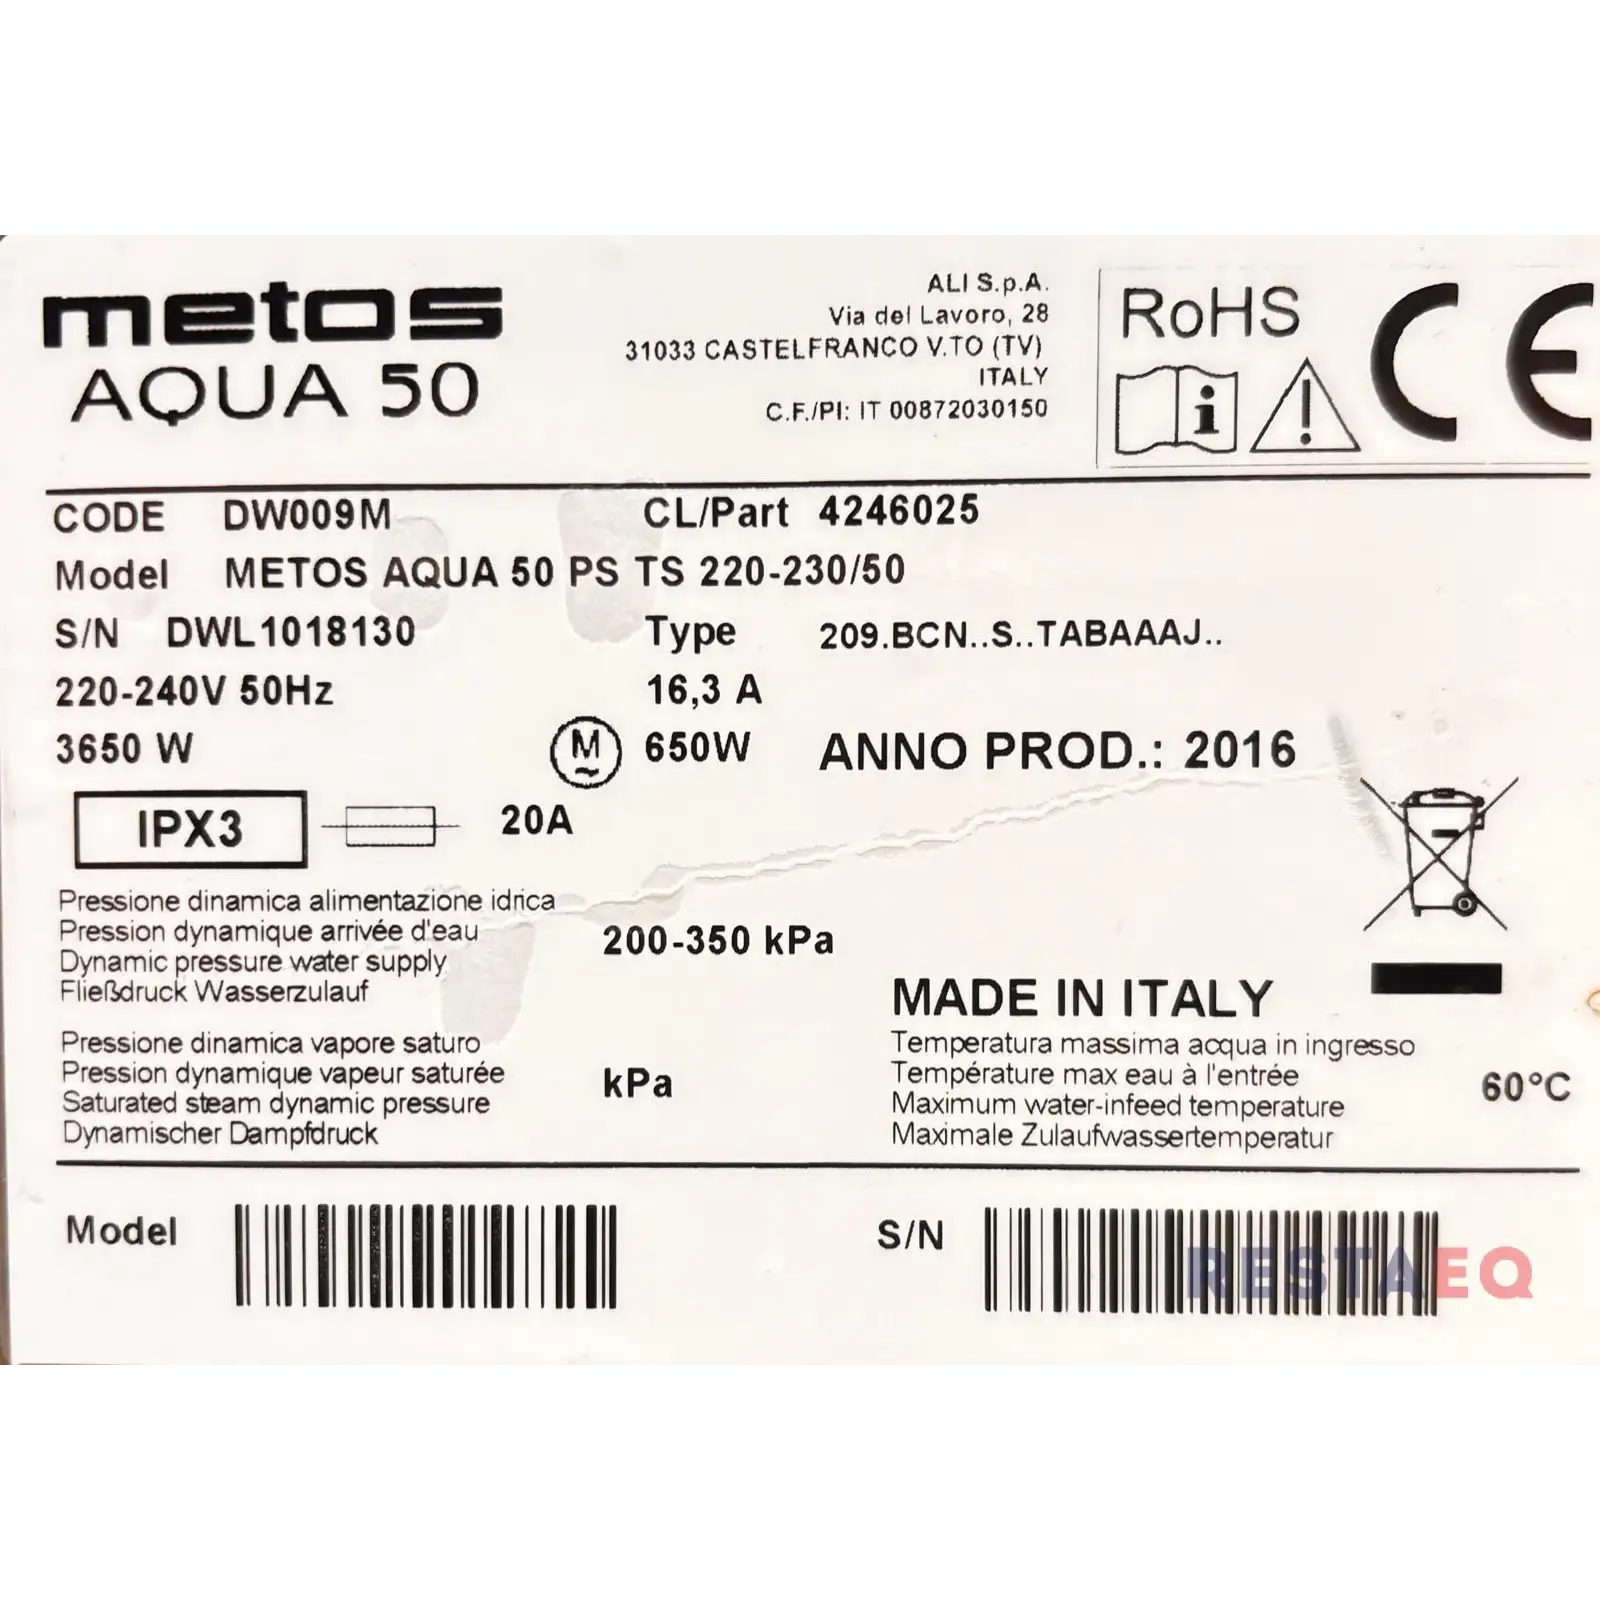 metos
AQUA 50
ALI S.p.A.
Via del Lavoro, 28
31033 CASTELFRANCO V.TO (TV)
ITALY
C.F./PI: IT 00872030150
RoHS
i
!
CE
CODE DW009M CL/Part 4246025
Model METOS AQUA 50 PS TS 220-230/50
S/N DWL1018130 Type 209.BCN..S..TABAAAJ..
220-240V 50Hz 16,3 A
3650 W M ~ 650W ANNO PROD.: 2016
IPX3 20A
Pressione dinamica alimentazione idrica
Pression dynamique arrivée d'eau
Dynamic pressure water supply
Fließdruck Wasserzulauf
200-350 kPa
MADE IN ITALY
Pressione dinamica vapore saturo
Pression dynamique vapeur saturée
Saturated steam dynamic pressure
Dynamischer Dampfdruck
kPa
Temperatura massima acqua in ingresso
Température max eau à l'entrée
Maximum water-infeed temperature
Maximale Zulaufwassertemperatur
60°C
Model
S/N
RESTAEQ